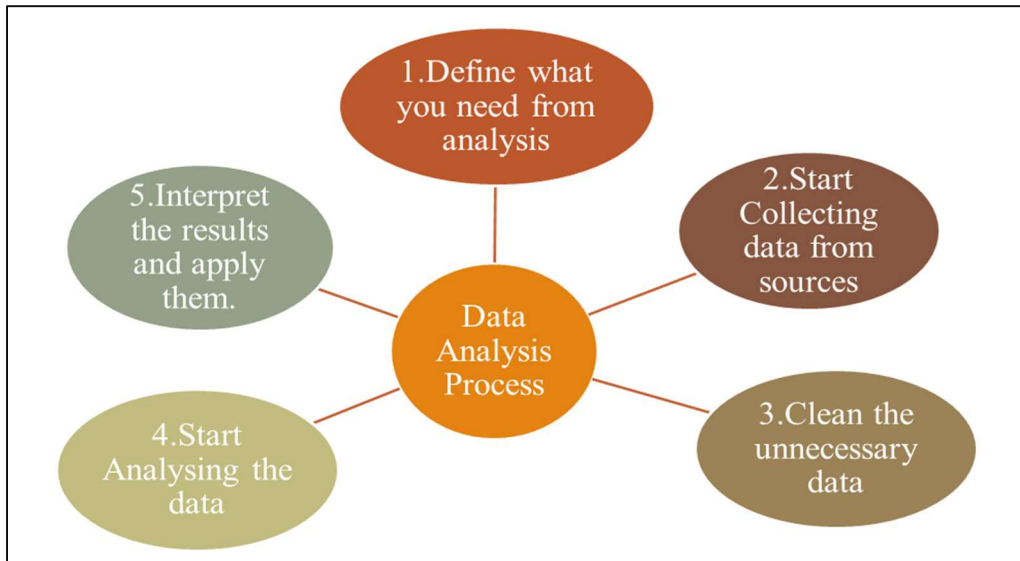 1.Define what
you need from
analysis
2.Start
Collecting
data from
sources
3.Clean the
unnecessary
data
4.Start
Analysing the
data
5.Interpret
the results
and apply
them.
Data
Analysis
Process